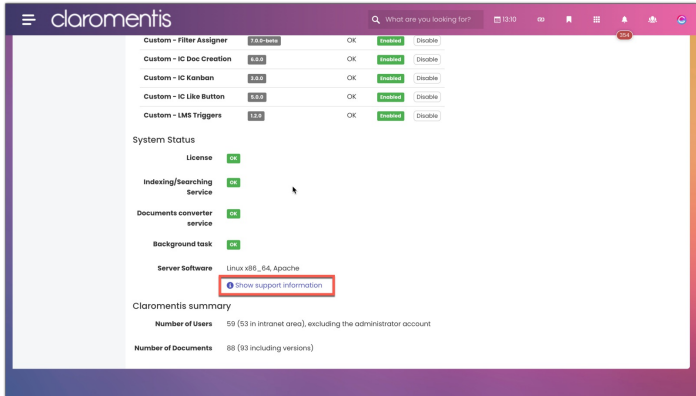 claromentis
What are you looking for?
13:10
354
Custom - Filter Assigner 7.0.0-beta OK Enabled Disable
Custom - IC Doc Creation 6.0.0 OK Enabled Disable
Custom - IC Kanban 3.0.0 OK Enabled Disable
Custom - IC Like Button 5.0.0 OK Enabled Disable
Custom - LMS Triggers 1.2.0 OK Enabled Disable
System Status
License OK
Indexing/Searching OK
Service
Documents converter OK
service
Background task OK
Server Software Linux x86_64, Apache
Show support information
Claromentis summary
Number of Users 59 (53 in intranet area), excluding the administrator account
Number of Documents 88 (93 including versions)